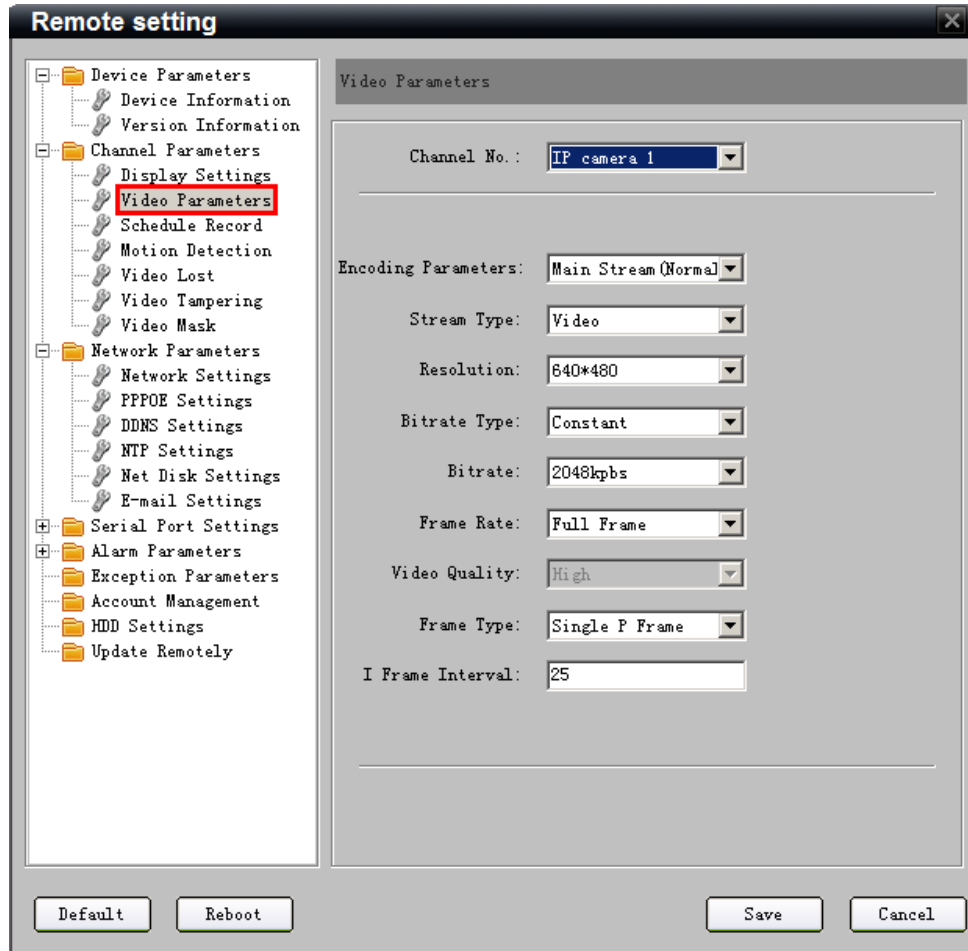 Remote setting
Device Parameters
Device Information
Version Information
Channel Parameters
Display Settings
Video Parameters
Schedule Record
Motion Detection
Video Lost
Video Tampering
Video Mask
Network Parameters
Network Settings
PPPOE Settings
DDNS Settings
NTP Settings
Net Disk Settings
E-mail Settings
Serial Port Settings
Alarm Parameters
Exception Parameters
Account Management
HDD Settings
Update Remotely
Video Parameters
Channel No.: IP camera 1
Encoding Parameters: Main Stream(Normal
Stream Type: Video
Resolution: 640*480
Bitrate Type: Constant
Bitrate: 2048kpbs
Frame Rate: Full Frame
Video Quality: High
Frame Type: Single P Frame
I Frame Interval: 25
Default Reboot Save Cancel